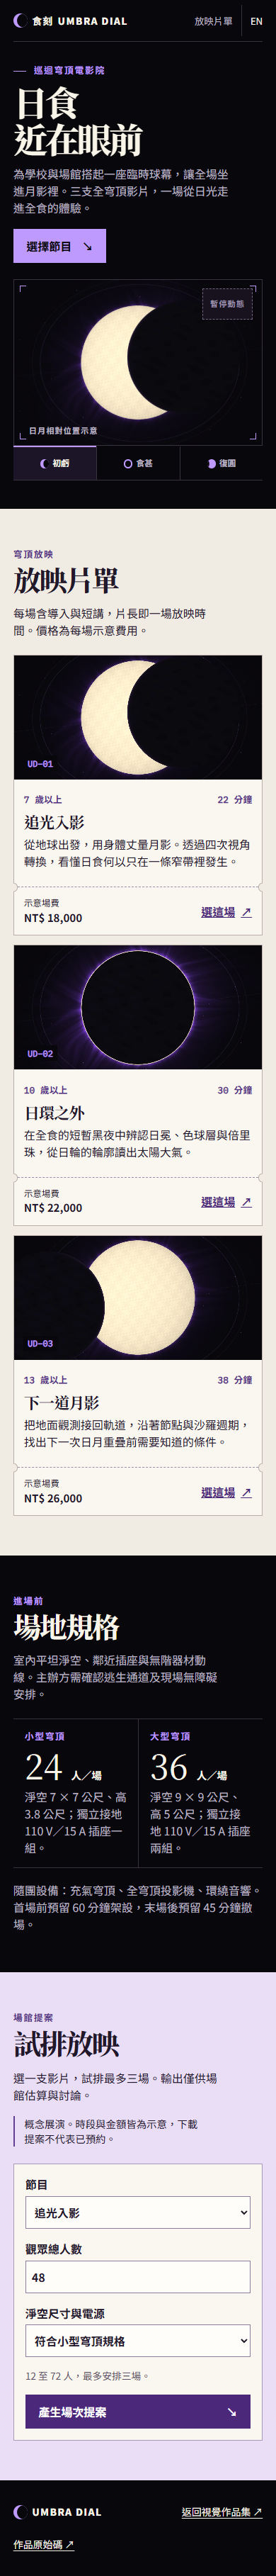 食刻 UMBRA DIAL
放映片單
EN
巡迴穹頂電影院
日食
近在眼前
為學校與場館搭起一座臨時球幕，讓全場坐
進月影裡。三支全穹頂影片，一場從日光走
進全食的體驗。
選擇節目 ↘
暫停動態
日月相對位置示意
初虧
食甚
復圓
穹頂放映
放映片單
每場含導入與短講，片長即一場放映時
間。價格為每場示意費用。
UD—01
7 歲以上
22 分鐘
追光入影
從地球出發，用身體丈量月影。透過四次視角
轉換，看懂日食何以只在一條窄帶裡發生。
示意場費
NT$ 18,000
選這場 ↗
UD—02
10 歲以上
30 分鐘
日環之外
在全食的短暫黑夜中辨認日冕、色球層與倍里
珠，從日輪的輪廓讀出太陽大氣。
示意場費
NT$ 22,000
選這場 ↗
UD—03
13 歲以上
38 分鐘
下一道月影
把地面觀測接回軌道，沿著節點與沙羅週期，
找出下一次日月重疊前需要知道的條件。
示意場費
NT$ 26,000
選這場 ↗
進場前
場地規格
室內平坦淨空、鄰近插座與無階器材動
線。主辦方需確認逃生通道及現場無障礙
安排。
小型穹頂
24 人／場
淨空 7 × 7 公尺、高
3.8 公尺；獨立接地
110 V／15 A 插座一
組。
大型穹頂
36 人／場
淨空 9 × 9 公尺、
高 5 公尺；獨立接
地 110 V／15 A 插座
兩組。
隨團設備：充氣穹頂、全穹頂投影機、環繞音響。
首場前預留 60 分鐘架設，末場後預留 45 分鐘撤
場。
場館提案
試排放映
選一支影片，試排最多三場。輸出僅供場
館估算與討論。
概念展演。時段與金額皆為示意，下載
提案不代表已預約。
節目
追光入影
觀眾總人數
48
淨空尺寸與電源
符合小型穹頂規格
12 至 72 人，最多安排三場。
產生場次提案 ↘
UMBRA DIAL
返回視覺作品集 ↗
作品原始碼 ↗